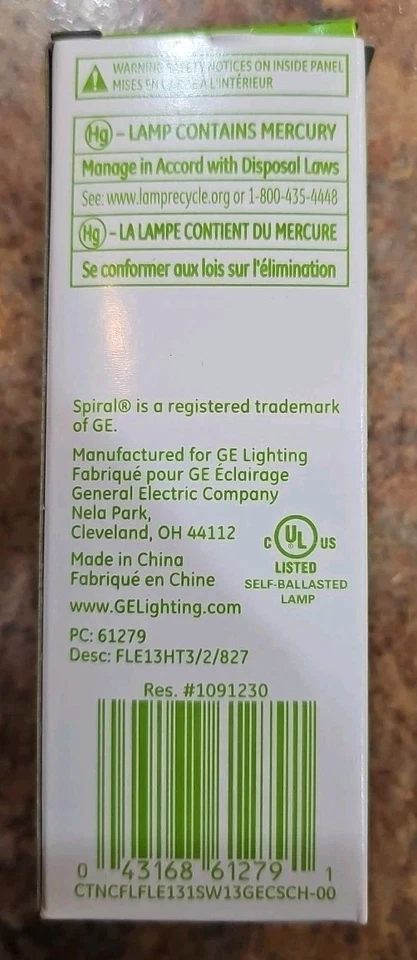 WARNING: SAFETY NOTICES ON INSIDE PANEL
MISES EN GARDE À L'INTÉRIEUR
Hg – LAMP CONTAINS MERCURY
Manage in Accord with Disposal Laws
See: www.lamprecycle.org or 1-800-435-4448
Hg – LA LAMPE CONTIENT DU MERCURE
Se conformer aux lois sur l'élimination
Spiral® is a registered trademark
of GE.
Manufactured for GE Lighting
Fabriqué pour GE Éclairage
General Electric Company
Nela Park,
Cleveland, OH 44112
Made in China
Fabriqué en Chine
www.GELighting.com
C UL US
LISTED
SELF-BALLASTED
LAMP
PC: 61279
Desc: FLE13HT3/2/827
Res. #1091230
0 43168 61279 1
CTNCFLFLE131SW13GECSCH-00